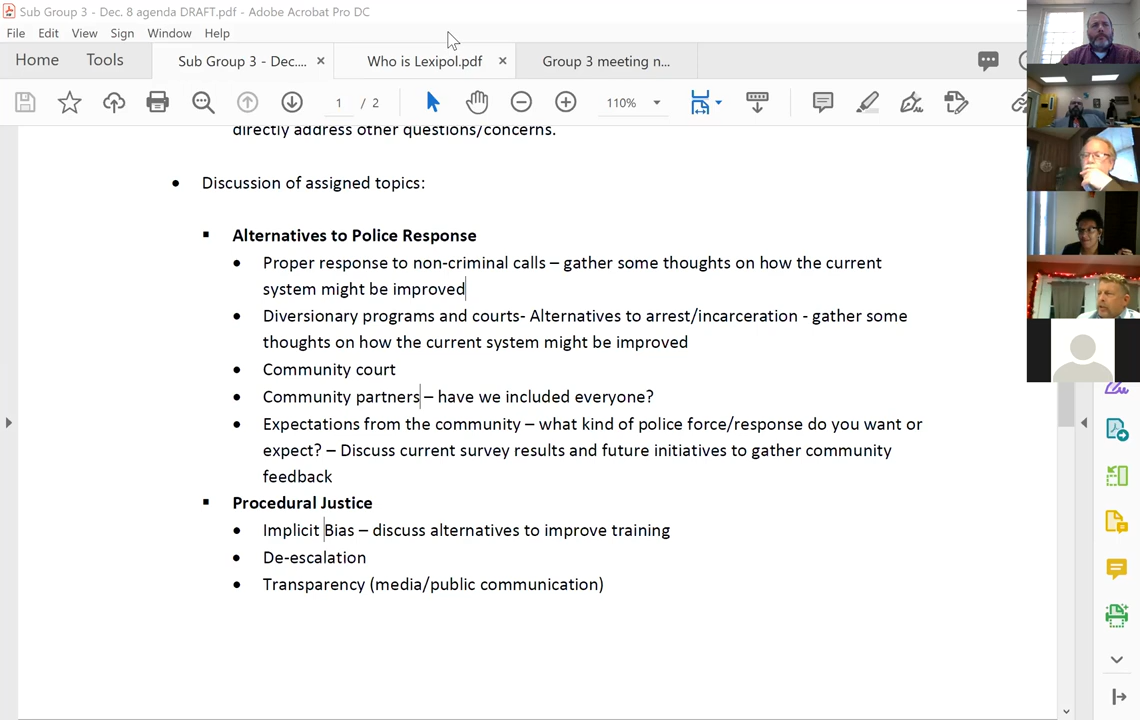 Sub Group 3 - Dec. 8 agenda DRAFT.pdf - Adobe Acrobat Pro DC
File Edit View Sign Window Help
Home Tools Sub Group 3 - Dec.... × Who is Lexipol.pdf × Group 3 meeting n...
1 / 2 110%
directly address other questions/concerns.
• Discussion of assigned topics:
▪ Alternatives to Police Response
• Proper response to non-criminal calls – gather some thoughts on how the current
system might be improved
• Diversionary programs and courts- Alternatives to arrest/incarceration - gather some
thoughts on how the current system might be improved
• Community court
• Community partners – have we included everyone?
• Expectations from the community – what kind of police force/response do you want or
expect? – Discuss current survey results and future initiatives to gather community
feedback
▪ Procedural Justice
• Implicit Bias – discuss alternatives to improve training
• De-escalation
• Transparency (media/public communication)